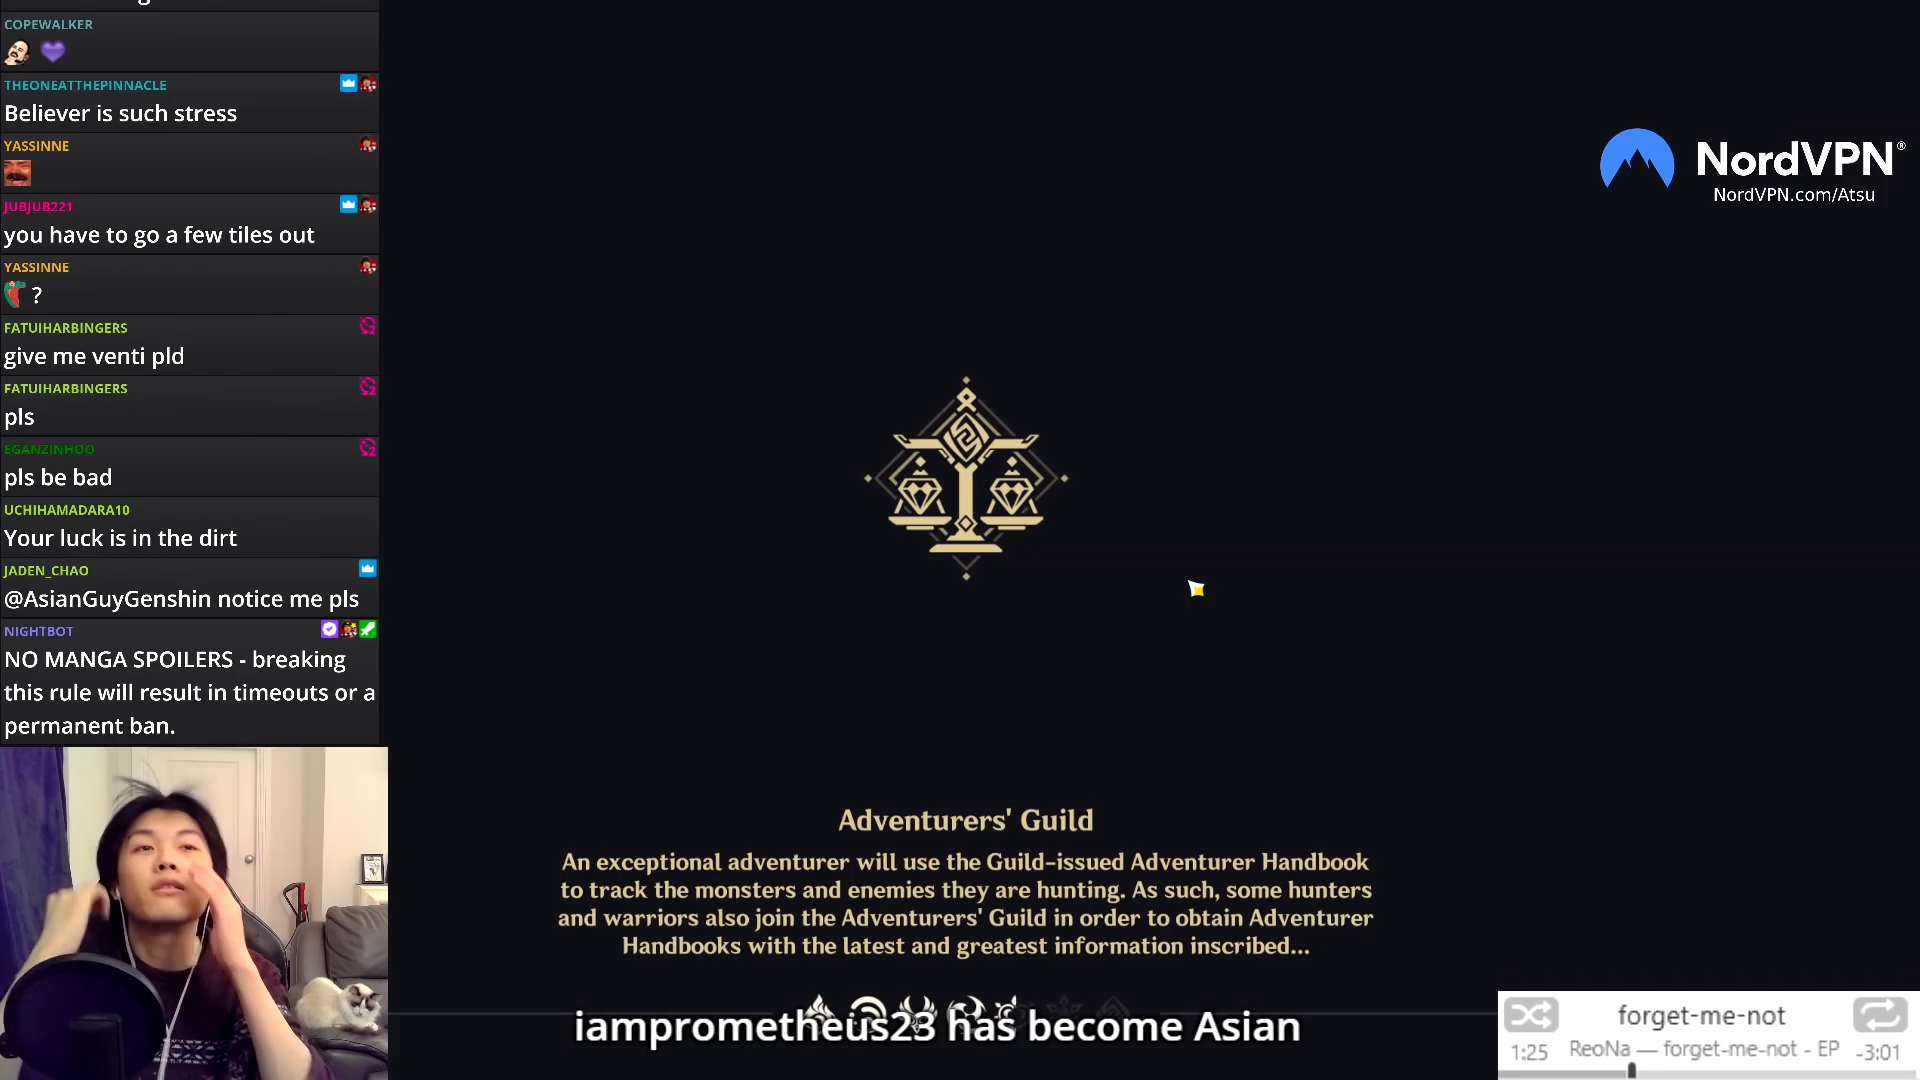 COPEWALKER
THEONEATTHEPINNACLE
Believer is such stress
YASSINNE
JUBJUB221
you have to go a few tiles out
YASSINNE
?
FATUIHARBINGERS
give me venti pld
FATUIHARBINGERS
pls
EGANZINHOO
pls be bad
UCHIHAMADARA10
Your luck is in the dirt
JADEN_CHAO
@AsianGuyGenshin notice me pls
NIGHTBOT
NO MANGA SPOILERS - breaking
this rule will result in timeouts or a
permanent ban.
NordVPN®
NordVPN.com/Atsu
Adventurers' Guild
An exceptional adventurer will use the Guild-issued Adventurer Handbook
to track the monsters and enemies they are hunting. As such, some hunters
and warriors also join the Adventurers' Guild in order to obtain Adventurer
Handbooks with the latest and greatest information inscribed...
iamprometheus23 has become Asian
forget-me-not
1:25 ReoNa — forget-me-not - EP -3:01